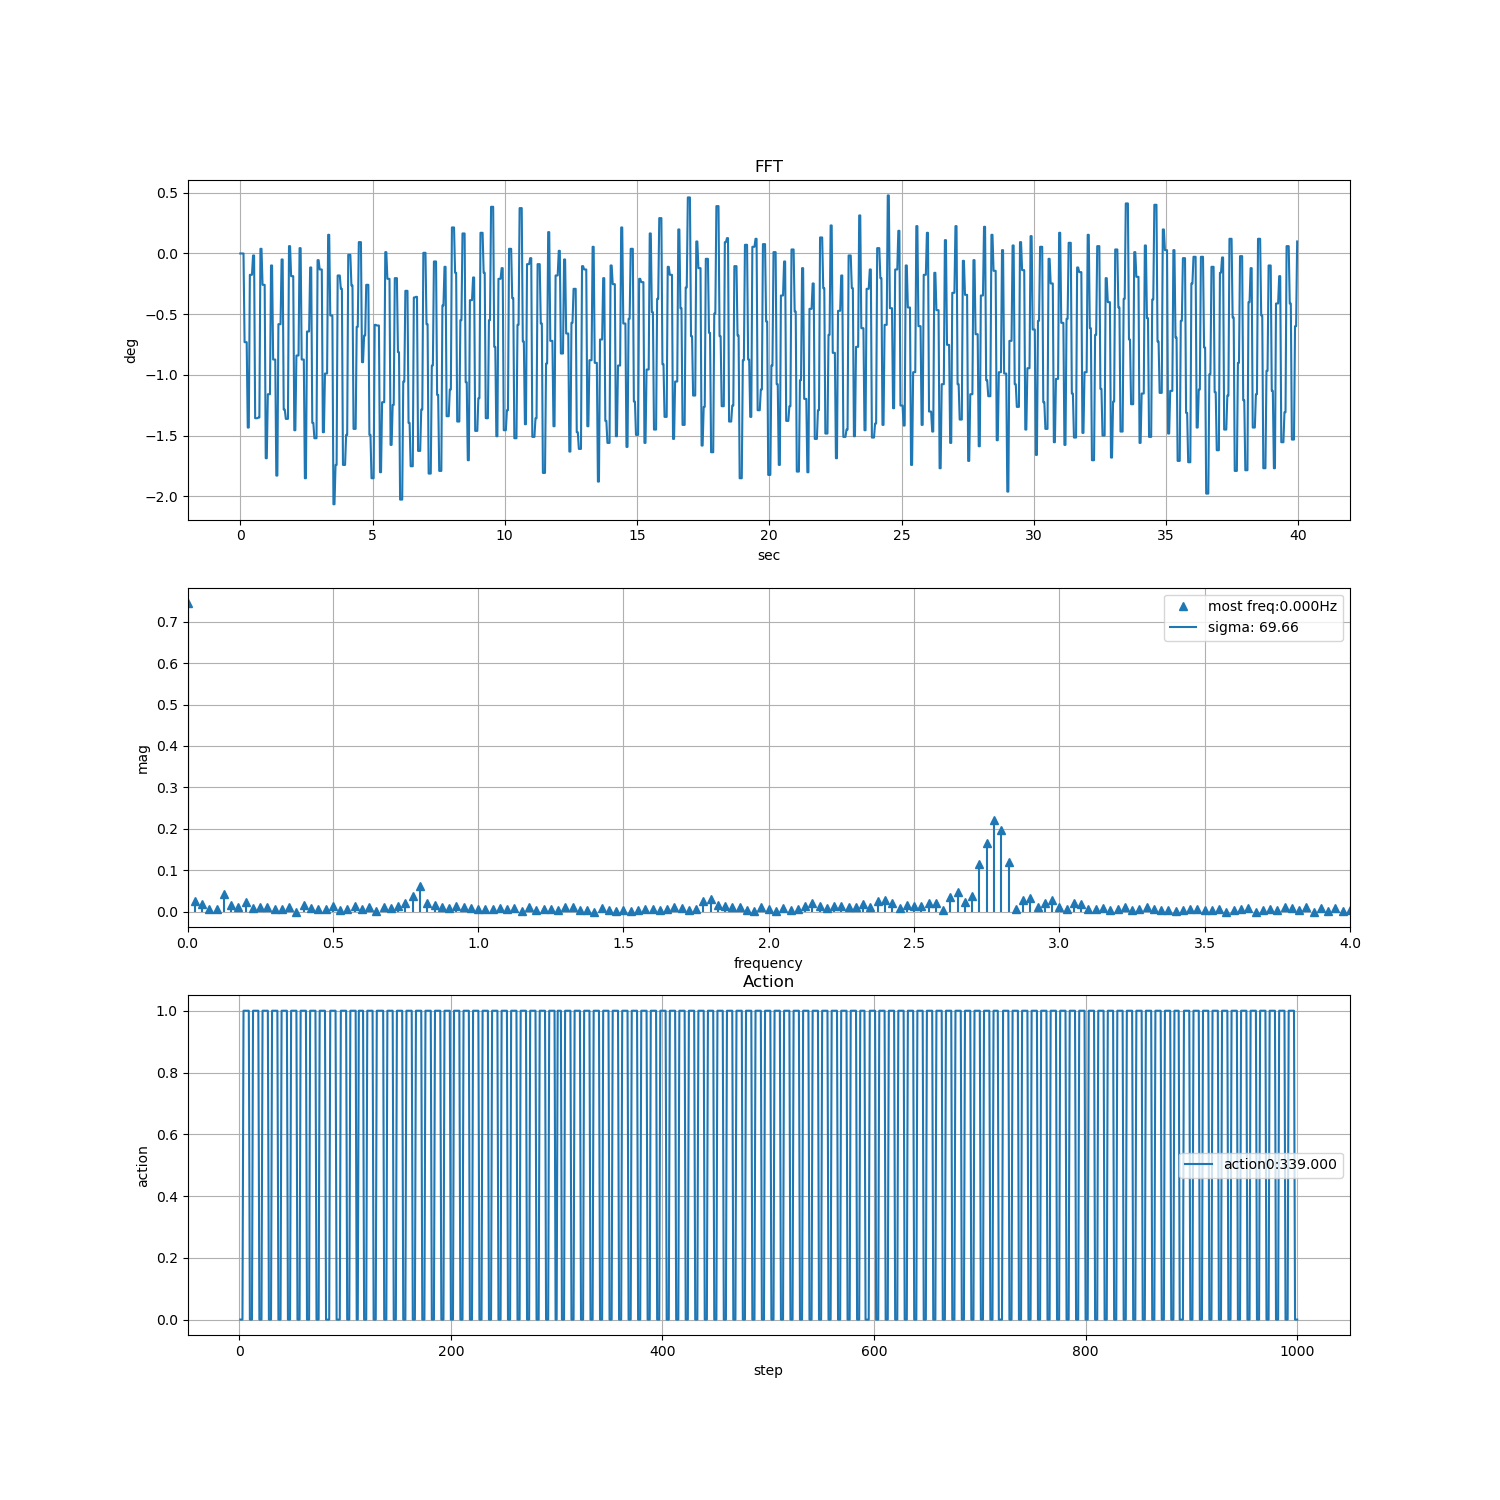 FFT
0.5
0.0
−0.5
−1.0
−1.5
−2.0
deg
0 5 10 15 20 25 30 35 40
sec
most freq:0.000Hz
sigma: 69.66
0.7
0.6
0.5
0.4
0.3
0.2
0.1
0.0
mag
0.0 0.5 1.0 1.5 2.0 2.5 3.0 3.5 4.0
frequency
Action
1.0
0.8
0.6
0.4
0.2
0.0
action
action0:339.000
0 200 400 600 800 1000
step